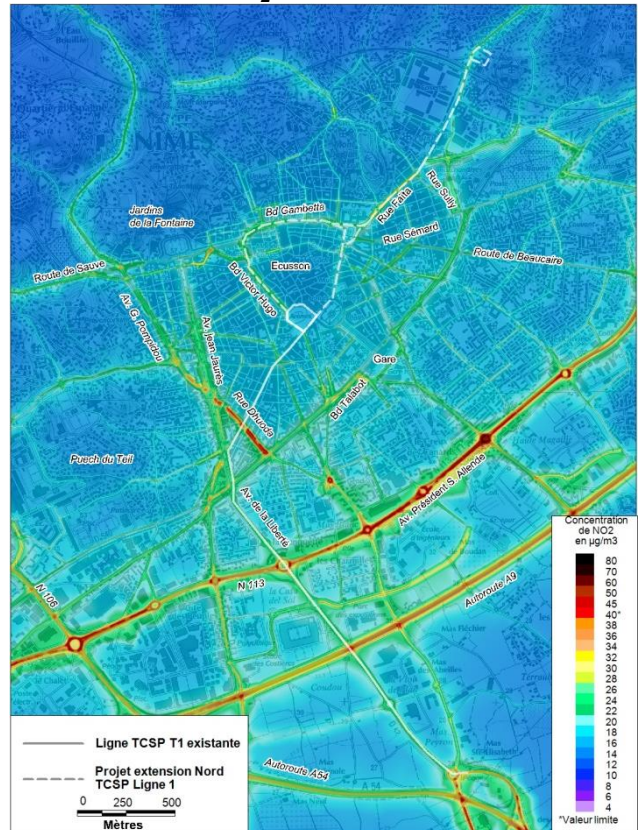 2
NIMES
Jardins
de la Fontaine
Bd Gambetta
Rue Faïta
Rue Sully
Rue Sémard
Route de Beaucaire
Route de Sauve
Ecusson
Bd Victor Hugo
Av. G. Pompidou
Av. jean Jaurès
Gare
Rue Dhuoda
Bd Talabot
Puech du Teil
Av. Président S. Allende
Av. de la Liberté
N 106
N 113
Autoroute A9
Autoroute A54
A 54
Concentration
de NO2
en µg/m3
80
70
60
50
45
40*
38
36
34
32
30
28
26
24
22
20
18
16
14
12
10
8
6
4
*Valeur limite
Ligne TCSP T1 existante
Projet extension Nord
TCSP Ligne 1
0 250 500
Mètres